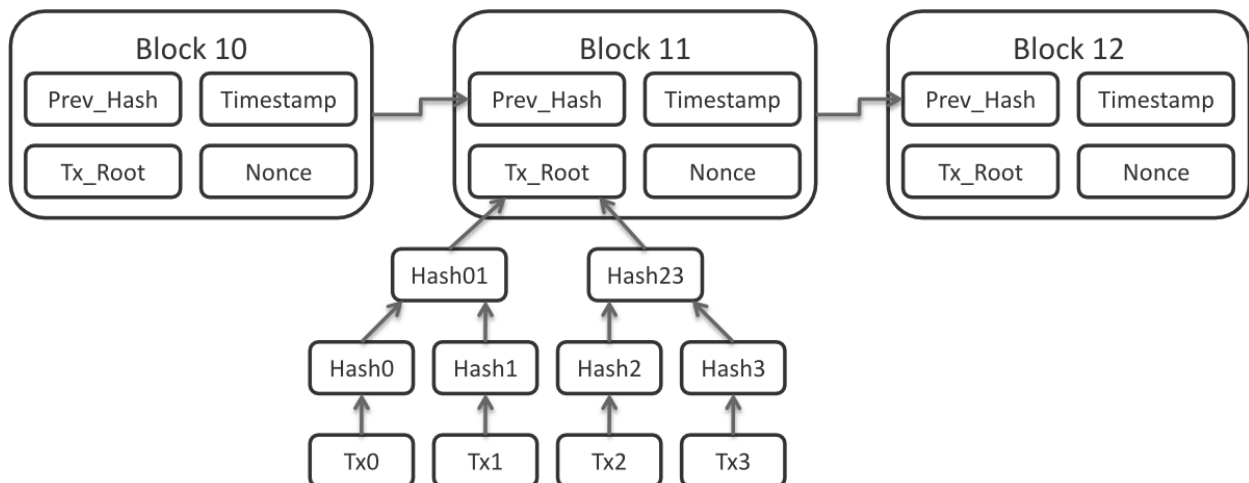 Block 10
Block 11
Block 12
Prev_Hash
Timestamp
Prev_Hash
Timestamp
Prev_Hash
Timestamp
Tx_Root
Nonce
Tx_Root
Nonce
Tx_Root
Nonce
Hash01
Hash23
Hash0
Hash1
Hash2
Hash3
Tx0
Tx1
Tx2
Tx3